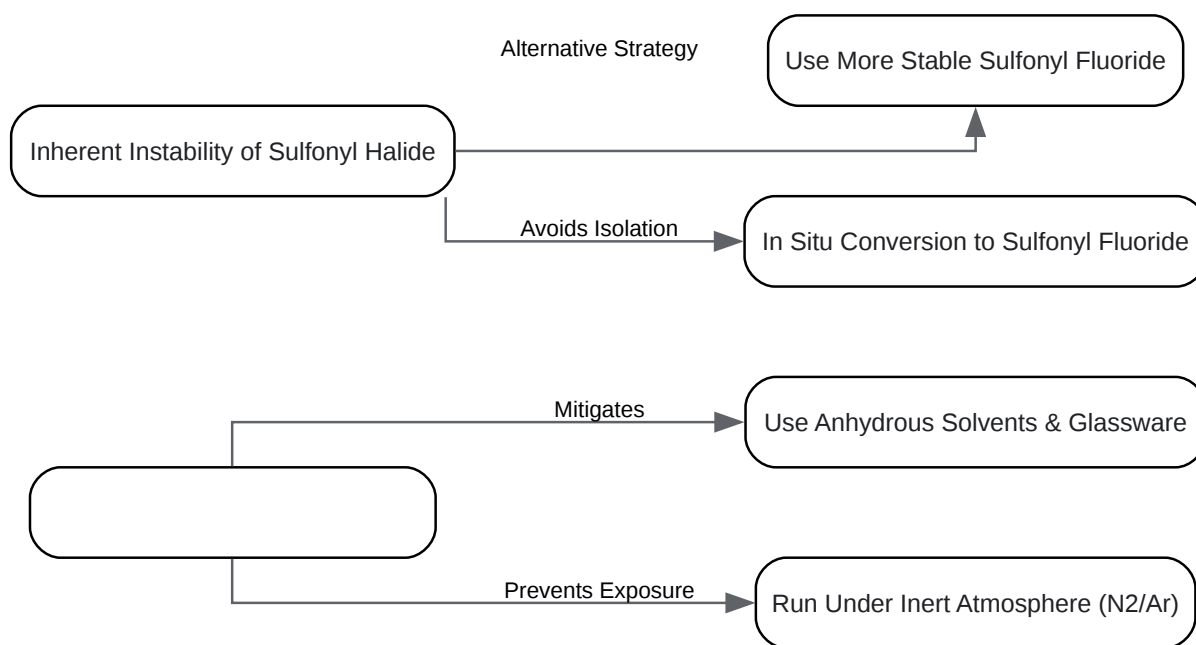 Alternative Strategy
Use More Stable Sulfonyl Fluoride
Inherent Instability of Sulfonyl Halide
Avoids Isolation
In Situ Conversion to Sulfonyl Fluoride
Mitigates
Use Anhydrous Solvents & Glassware
Prevents Exposure
Run Under Inert Atmosphere (N2/Ar)